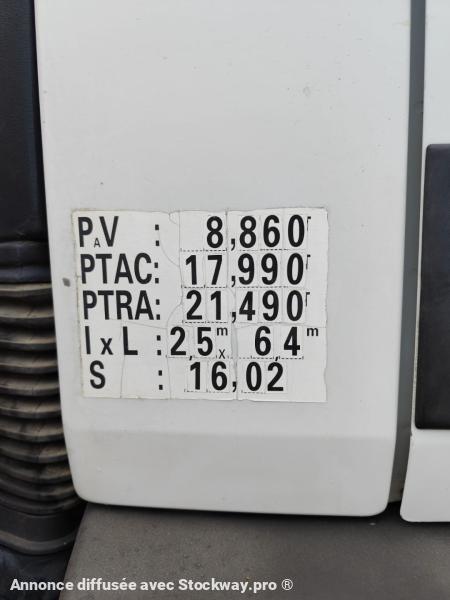 PAV : 8,860T
PTAC: 17,990T
PTRA: 21,490T
l x L : 2,5m x 6,4m
S : 16,02
Annonce diffusée avec Stockway.pro ®